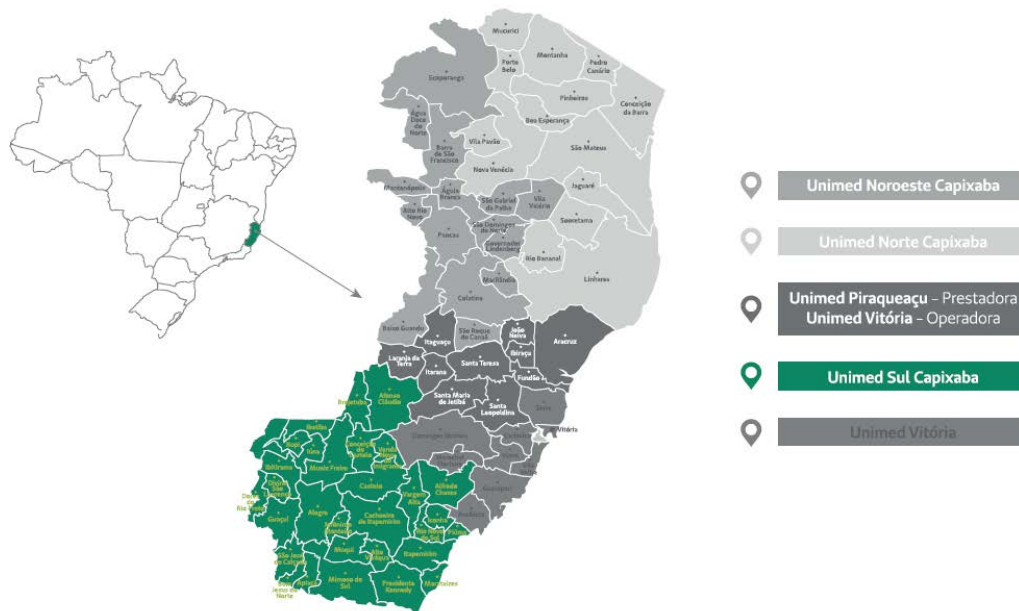 Mucurici
Montanha
Ponto
Belo
Pedro
Canário
Ecoporanga
Pinheiros
Conceição
da Barra
Água
Doce do
Norte
Boa Esperança
Barra
de São
Francisco
Vila Pavão
São Mateus
Nova Venécia
Mantenópolis
Água
Branca
Jaguaré
São Gabriel
da Palha
Vila
Valério
Alto Rio
Novo
Sooretama
São Domingos
do Norte
Pancas
Governador
Lindenberg
Rio Bananal
Linhares
Marilândia
Colatina
Baixo Guandu
São Roque
do Canaã
João
Neiva
Itaguaçu
Aracruz
Ibiraçu
Laranja da
Terra
Santa Teresa
Itarana
Fundão
Santa Maria
de Jetibá
Santa
Leopoldina
Serra
Afonso
Cláudio
Brejetuba
Domingos Martins
Vitória
Viana
Ibatiba
Irupi
Iúna
Conceição do
Castelo
Venda
Nova do
Imigrante
Ibitirama
Muniz Freire
Castelo
Alfredo
Chaves
Vargem
Alta
Guarapari
Divino
São
Lourenço
Dores
do
Rio Preto
Guaçuí
Alegre
Cachoeiro
de Itapemirim
Jerônimo
Monteiro
Iconha
Rio Novo
do Sul
Piúma
Anchieta
Muqui
Atílio
Vivácqua
Itapemirim
São José
do Calçado
Bom
Jesus do
Norte
Apiacá
Mimoso do
Sul
Presidente
Kennedy
Marataízes
Unimed Noroeste Capixaba
Unimed Norte Capixaba
Unimed Piraqueaçu – Prestadora
Unimed Vitória – Operadora
Unimed Sul Capixaba
Unimed Vitória